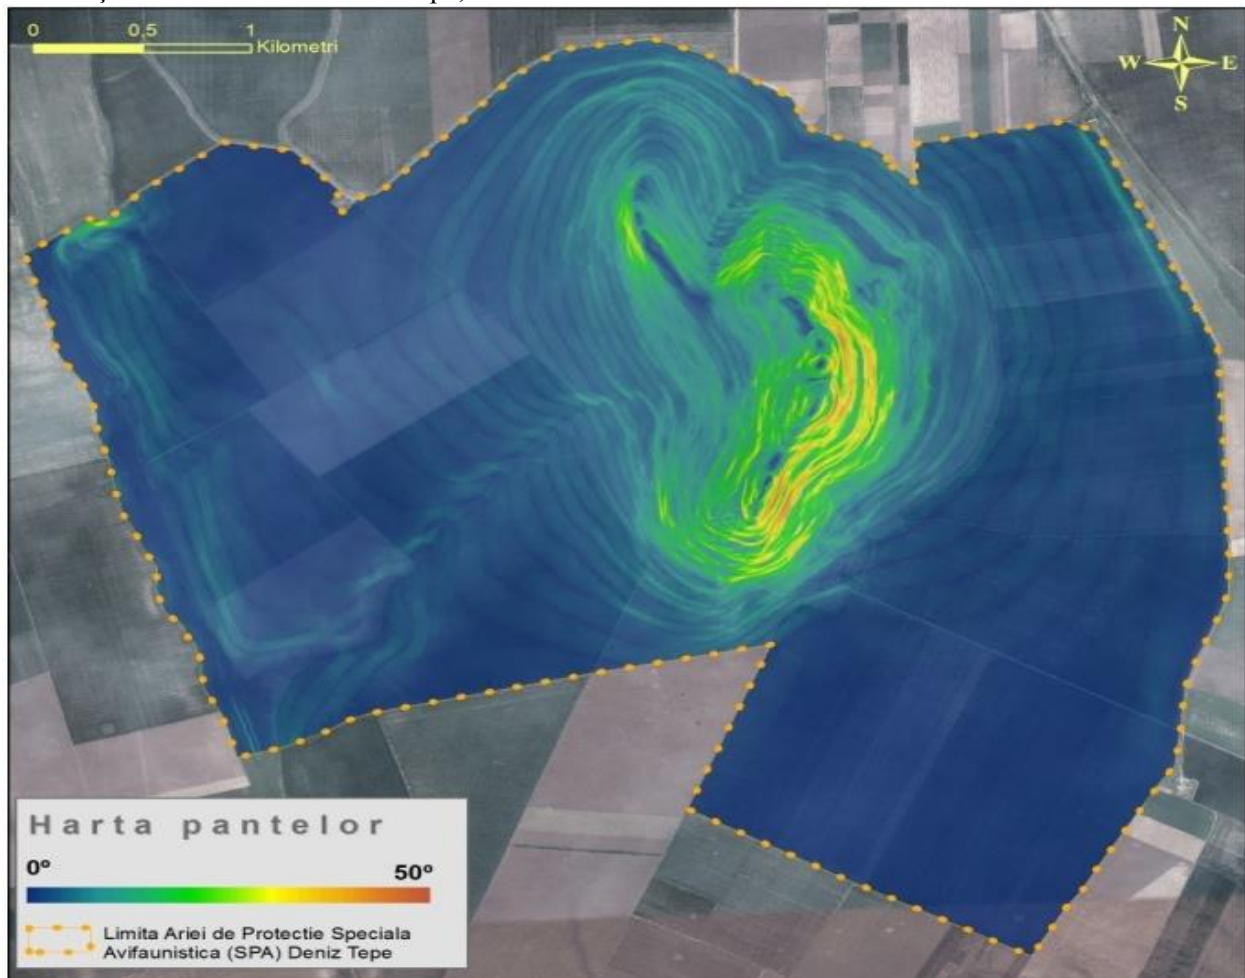 0 0,5 1
Kilometri
N
W E
S
Harta pantelor
0º 50º
Limita Ariei de Protectie Speciala
Avifaunistica (SPA) Deniz Tepe